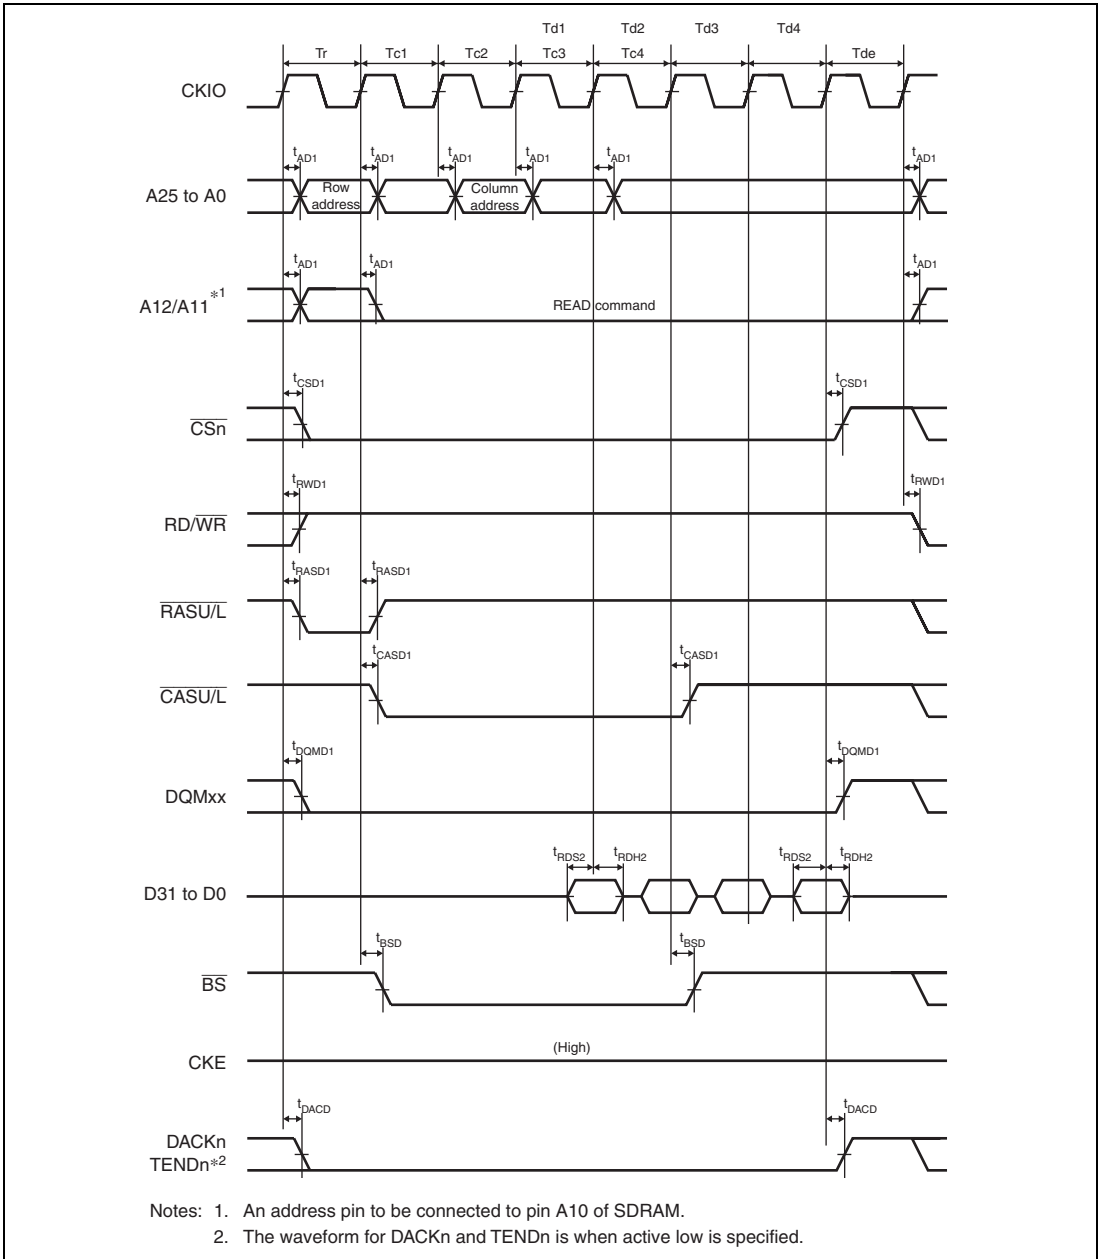 Td1 Td2 Td3 Td4
Tr Tc1 Tc2 Tc3 Tc4 Tde
CKIO
tAD1 tAD1 tAD1 tAD1 tAD1 tAD1
A25 to A0
Row address
Column address
tAD1 tAD1 tAD1
A12/A11*1
READ command
tCSD1 tCSD1
CSn
tRWD1 tRWD1
RD/WR
tRASD1 tRASD1
RASU/L
tCASD1 tCASD1
CASU/L
tDQMD1 tDQMD1
DQMxx
tRDS2 tRDH2 tRDS2 tRDH2
D31 to D0
tBSD tBSD
BS
(High)
CKE
tDACD tDACD
DACKn
TENDn*2
Notes: 1. An address pin to be connected to pin A10 of SDRAM.
2. The waveform for DACKn and TENDn is when active low is specified.